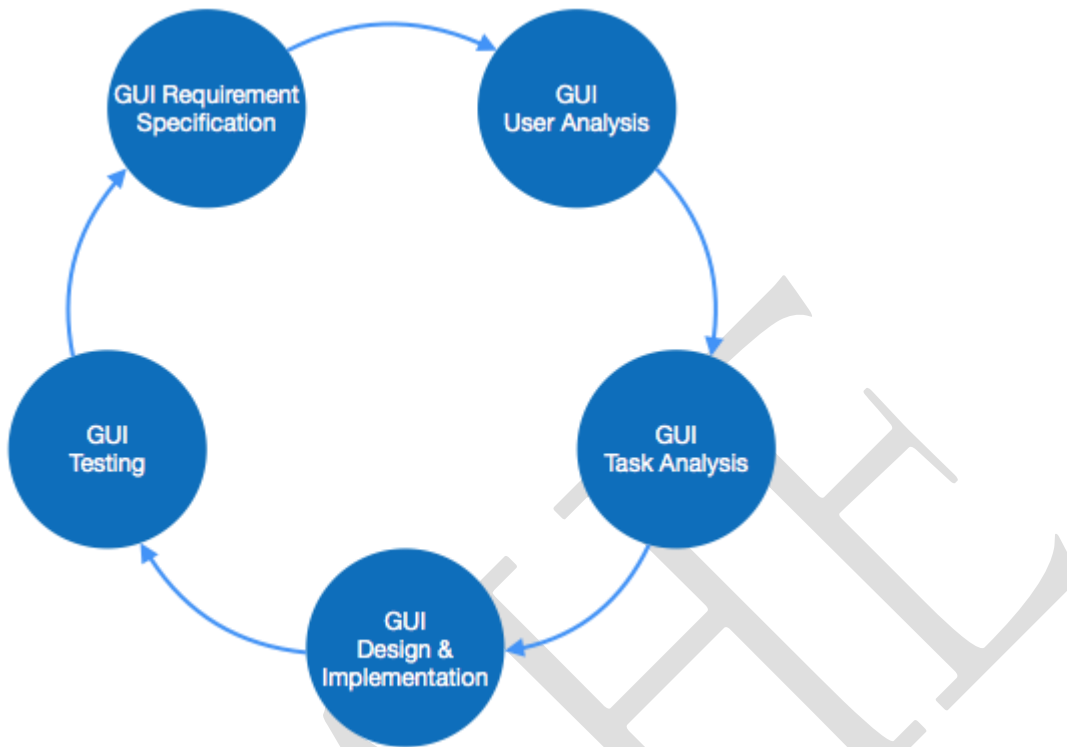 GUI Requirement
Specification
GUI
User Analysis
GUI
Task Analysis
GUI
Design &
Implementation
GUI
Testing